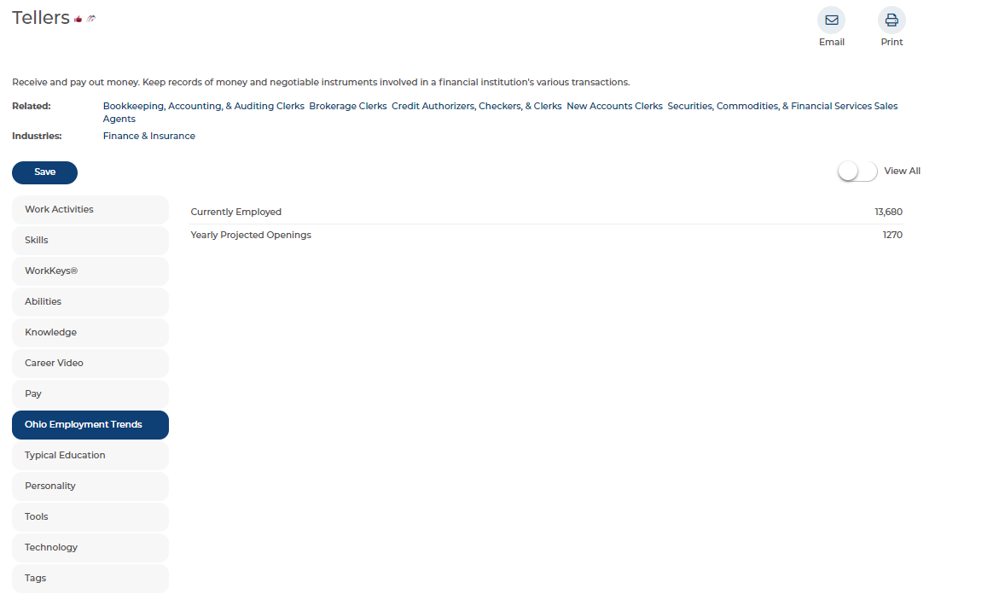 Tellers
Email
Print
Receive and pay out money. Keep records of money and negotiable instruments involved in a financial institution's various transactions.
Related:
Bookkeeping, Accounting, & Auditing Clerks Brokerage Clerks Credit Authorizers, Checkers, & Clerks New Accounts Clerks Securities, Commodities, & Financial Services Sales
Agents
Industries:
Finance & Insurance
Save
View All
Work Activities
Skills
WorkKeys®
Abilities
Knowledge
Career Video
Pay
Ohio Employment Trends
Typical Education
Personality
Tools
Technology
Tags
Currently Employed 13,680
Yearly Projected Openings 1270